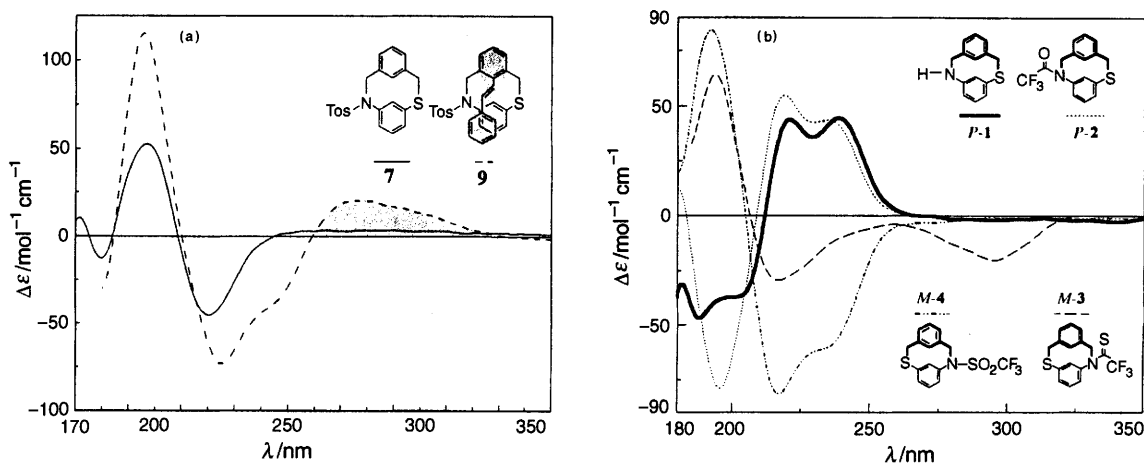 (a)
100
50
0
−50
−100
Δε/mol⁻¹ cm⁻¹
170
200
250
300
350
λ/nm
Tos
N
S
7
Tos
N
S
9
(b)
90
50
0
−50
−90
Δε/mol⁻¹ cm⁻¹
180
200
250
300
350
λ/nm
H–N
S
P-1
O
CF₃
N
S
P-2
M-4
S
N–SO₂CF₃
M-3
S
N
S
CF₃